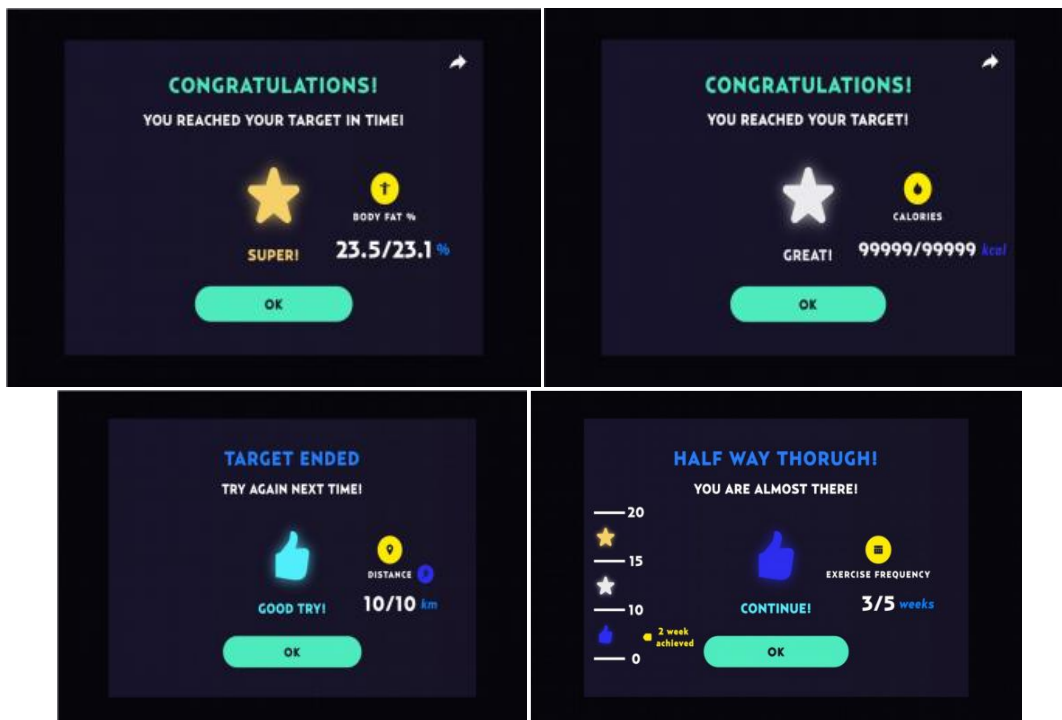 CONGRATULATIONS!
YOU REACHED YOUR TARGET IN TIME!
BODY FAT %
SUPER!
23.5/23.1 %
OK
CONGRATULATIONS!
YOU REACHED YOUR TARGET!
CALORIES
GREAT!
99999/99999 kcal
OK
TARGET ENDED
TRY AGAIN NEXT TIME!
DISTANCE
GOOD TRY!
10/10 km
OK
HALF WAY THORUGH!
YOU ARE ALMOST THERE!
20
15
10
0
2 week
achieved
EXERCISE FREQUENCY
CONTINUE!
3/5 weeks
OK